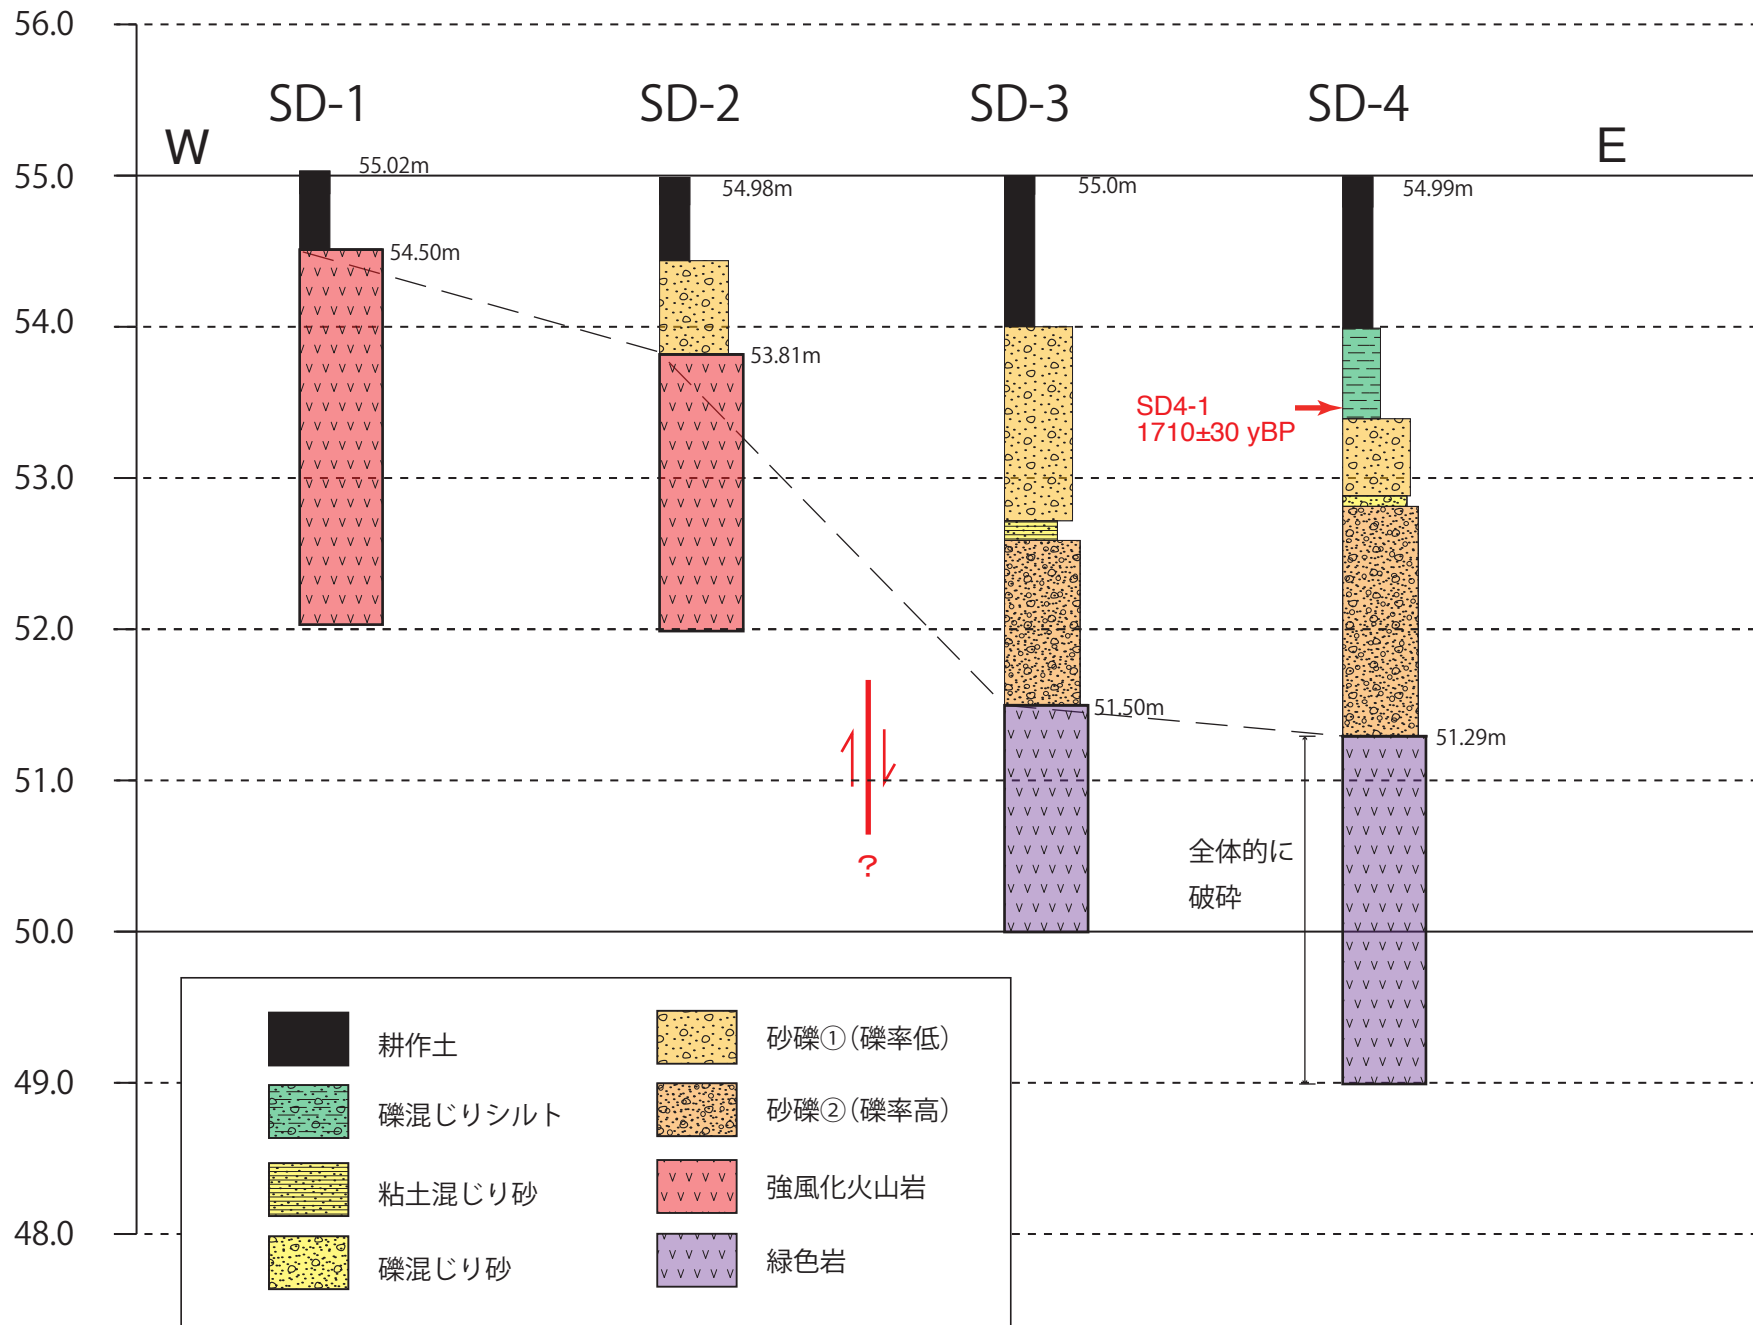 56.0
SD-1
SD-2
SD-3
SD-4
W
E
55.0
55.02m
54.98m
55.0m
54.99m
54.50m
54.0
53.81m
SD4-1
1710±30 yBP
53.0
52.0
51.50m
51.29m
51.0
?
全体的に
破砕
50.0
49.0
48.0
耕作土
礫混じりシルト
粘土混じり砂
礫混じり砂
砂礫①（礫率低）
砂礫②（礫率高）
強風化火山岩
緑色岩